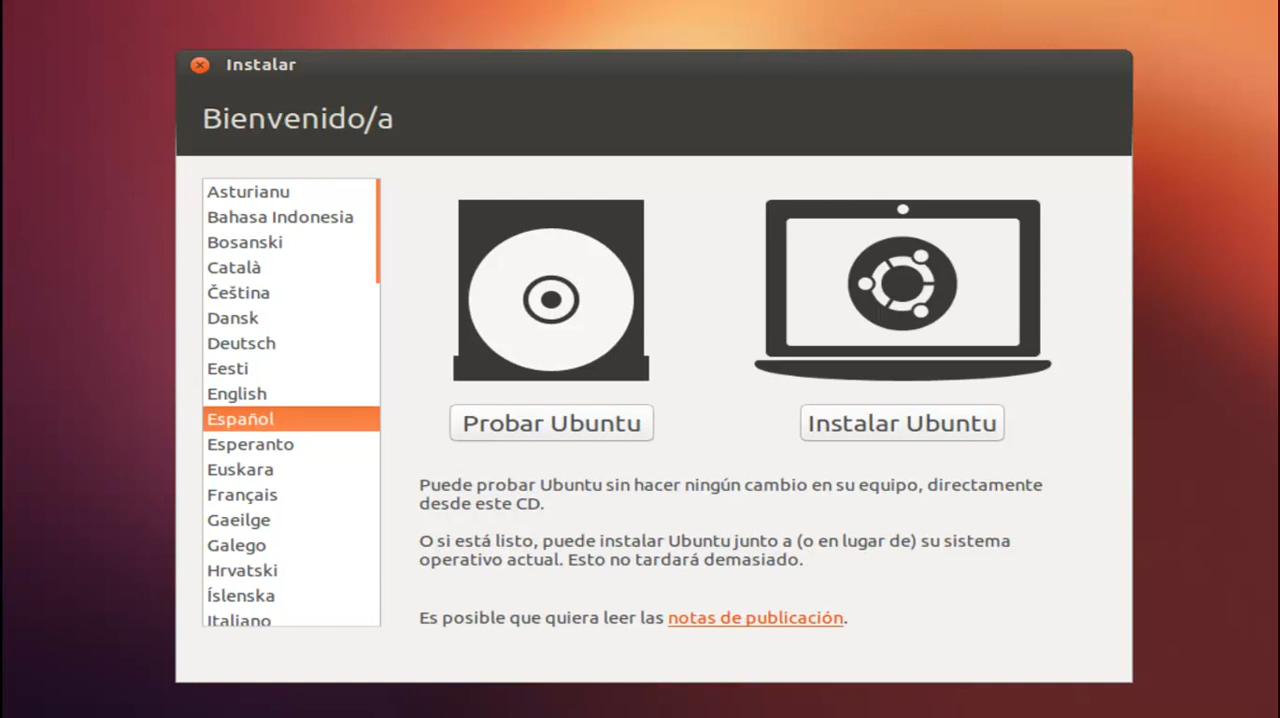 Instalar
Bienvenido/a
Asturianu
Bahasa Indonesia
Bosanski
Català
Čeština
Dansk
Deutsch
Eesti
English
Español
Esperanto
Euskara
Français
Gaeilge
Galego
Hrvatski
Íslenska
Italiano
Probar Ubuntu
Instalar Ubuntu
Puede probar Ubuntu sin hacer ningún cambio en su equipo, directamente
desde este CD.
O si está listo, puede instalar Ubuntu junto a (o en lugar de) su sistema
operativo actual. Esto no tardará demasiado.
Es posible que quiera leer las notas de publicación.